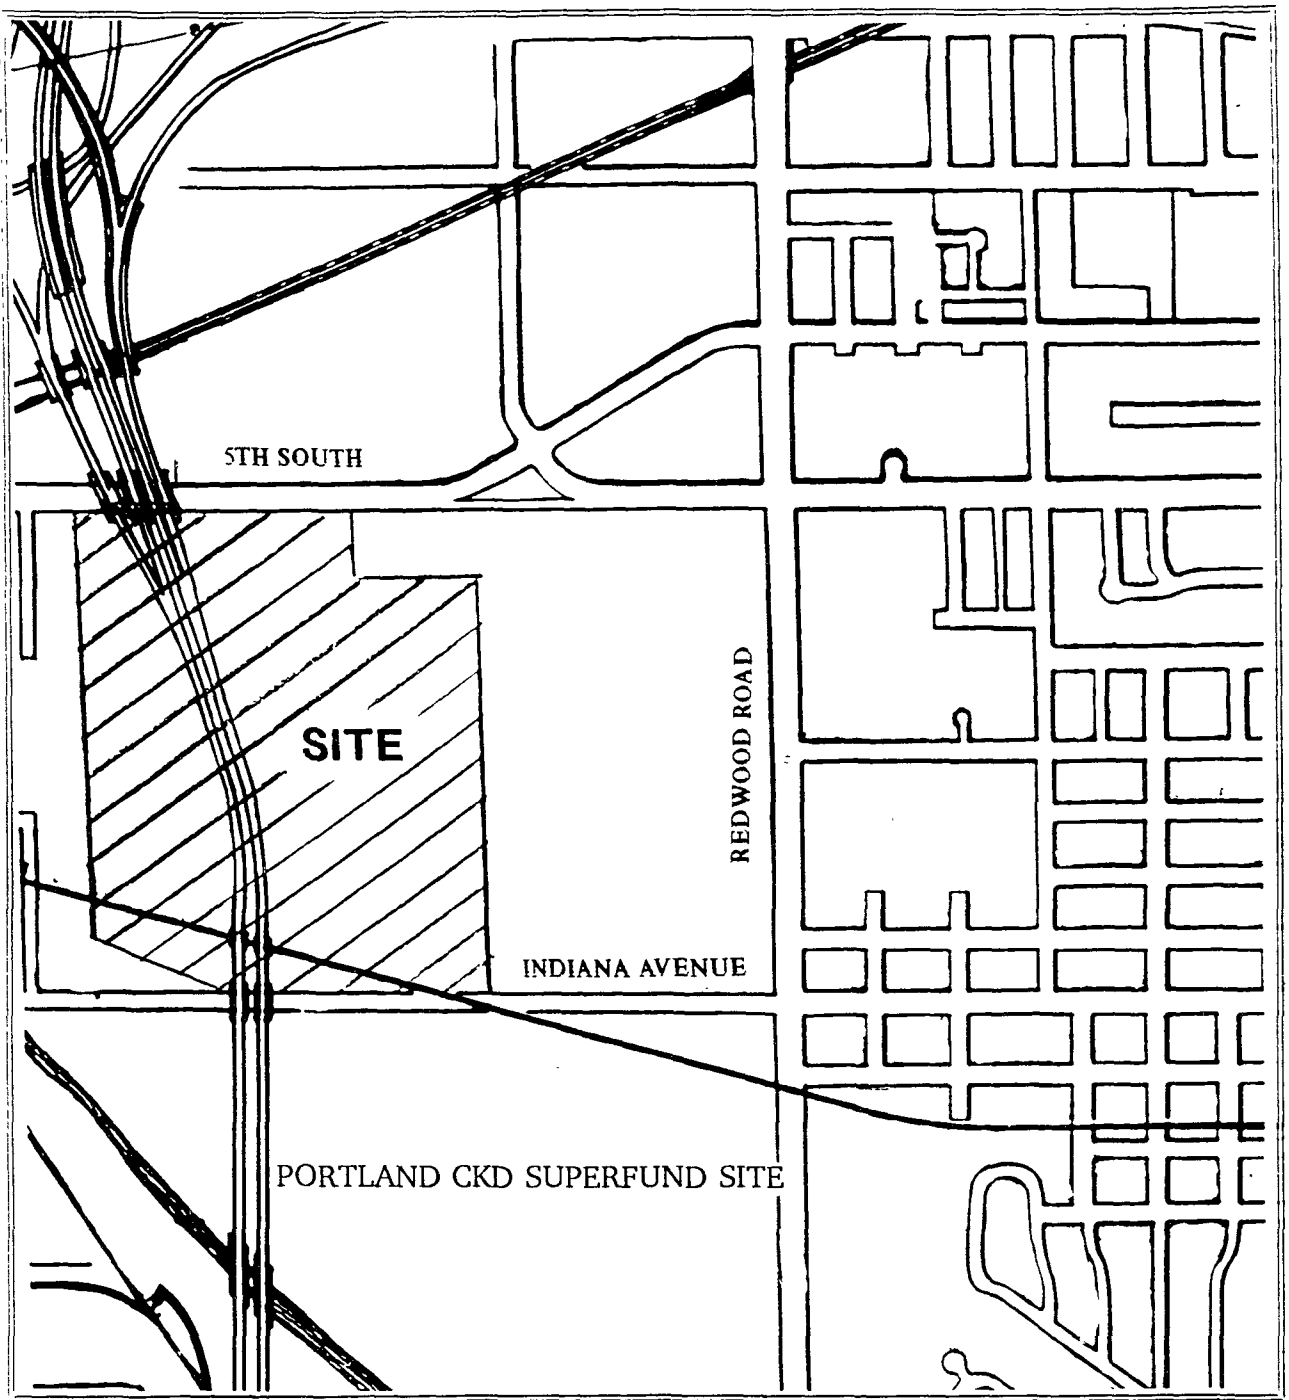 5TH SOUTH
SITE
REDWOOD ROAD
INDIANA AVENUE
PORTLAND CKD SUPERFUND SITE